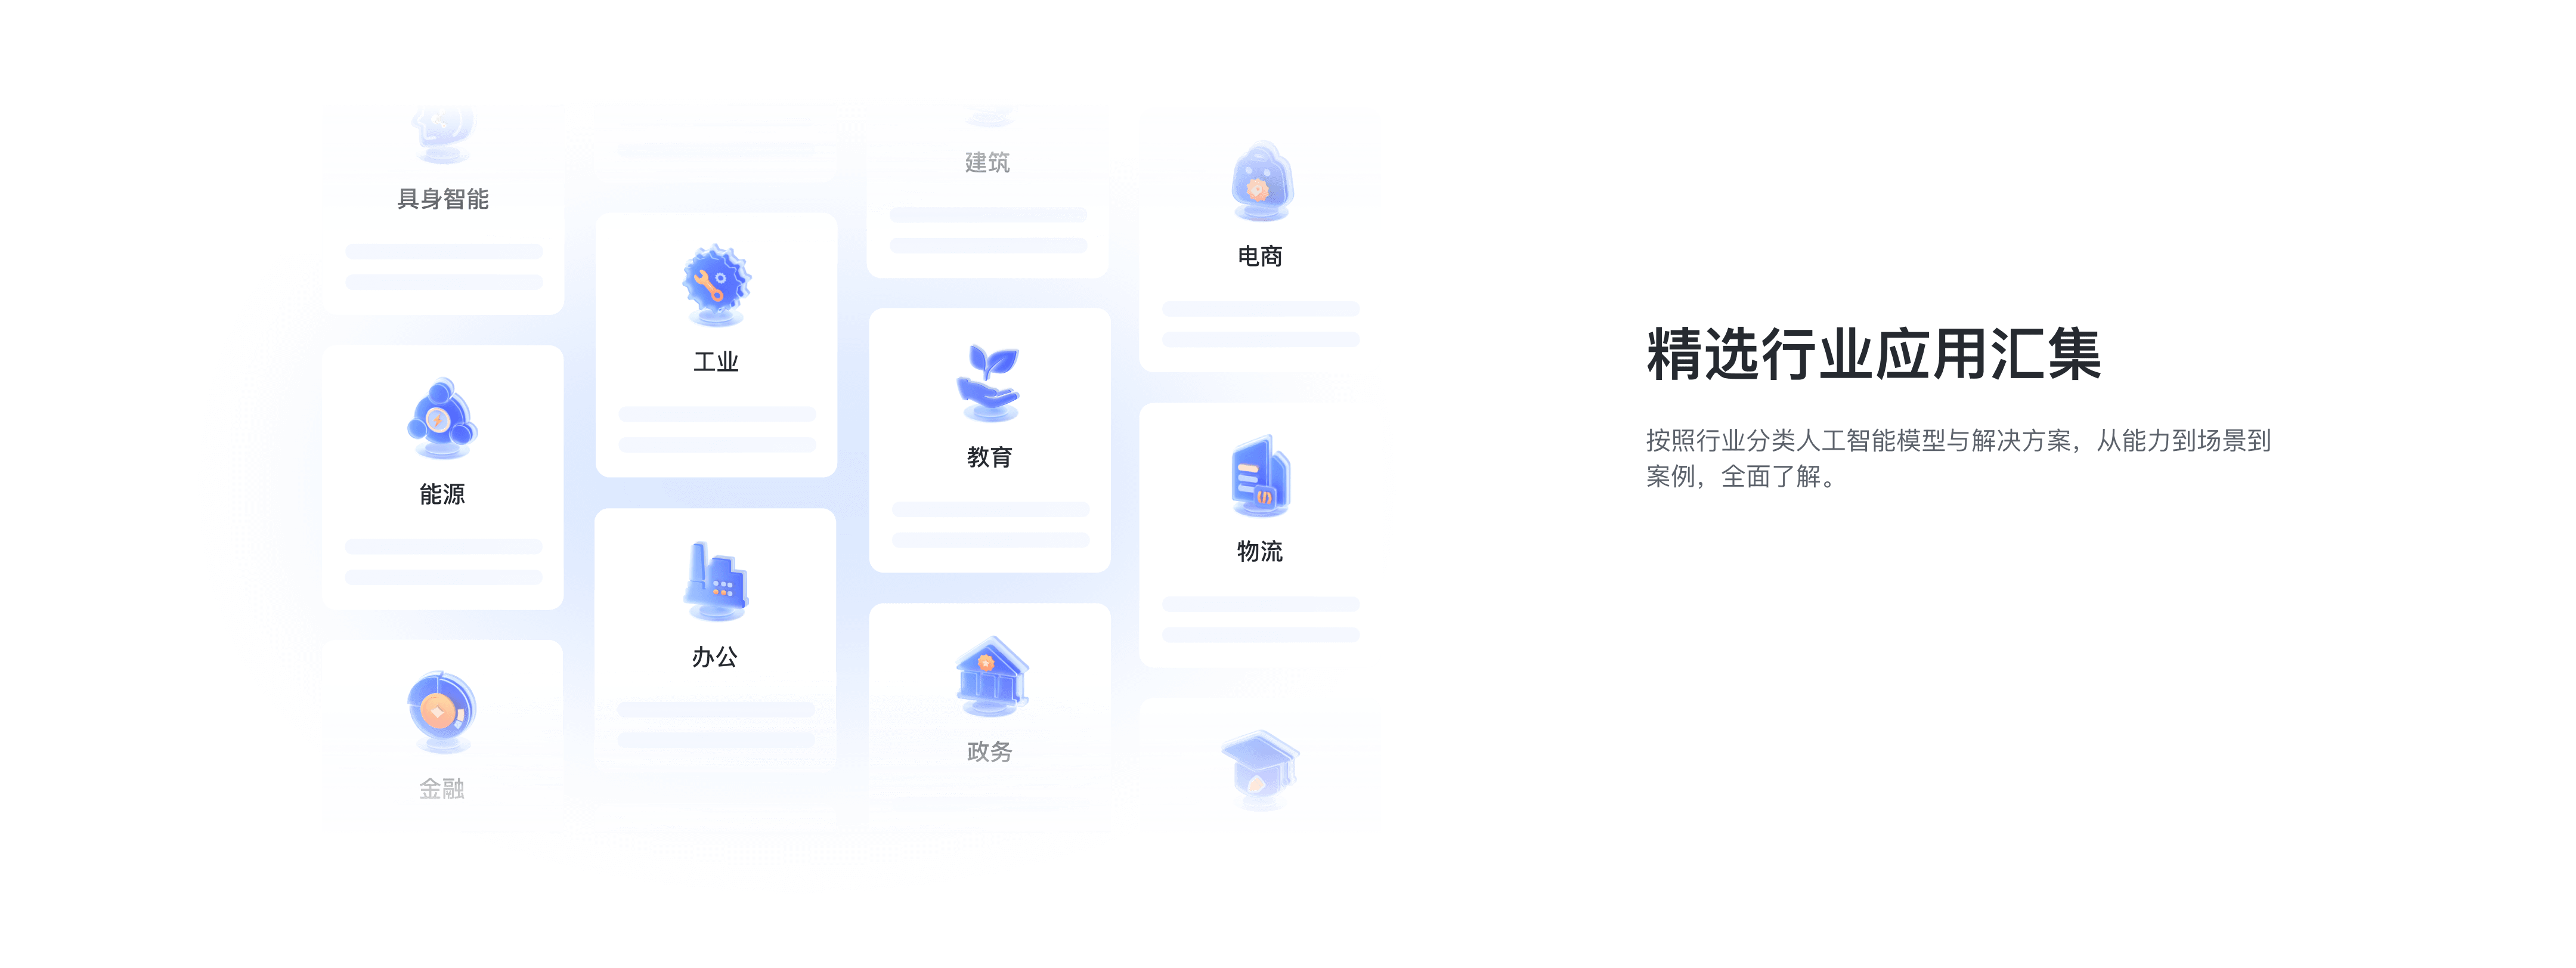 具身智能
能源
金融
工业
办公
建筑
教育
政务
电商
物流
精选行业应用汇集
按照行业分类人工智能模型与解决方案，从能力到场景到
案例，全面了解。